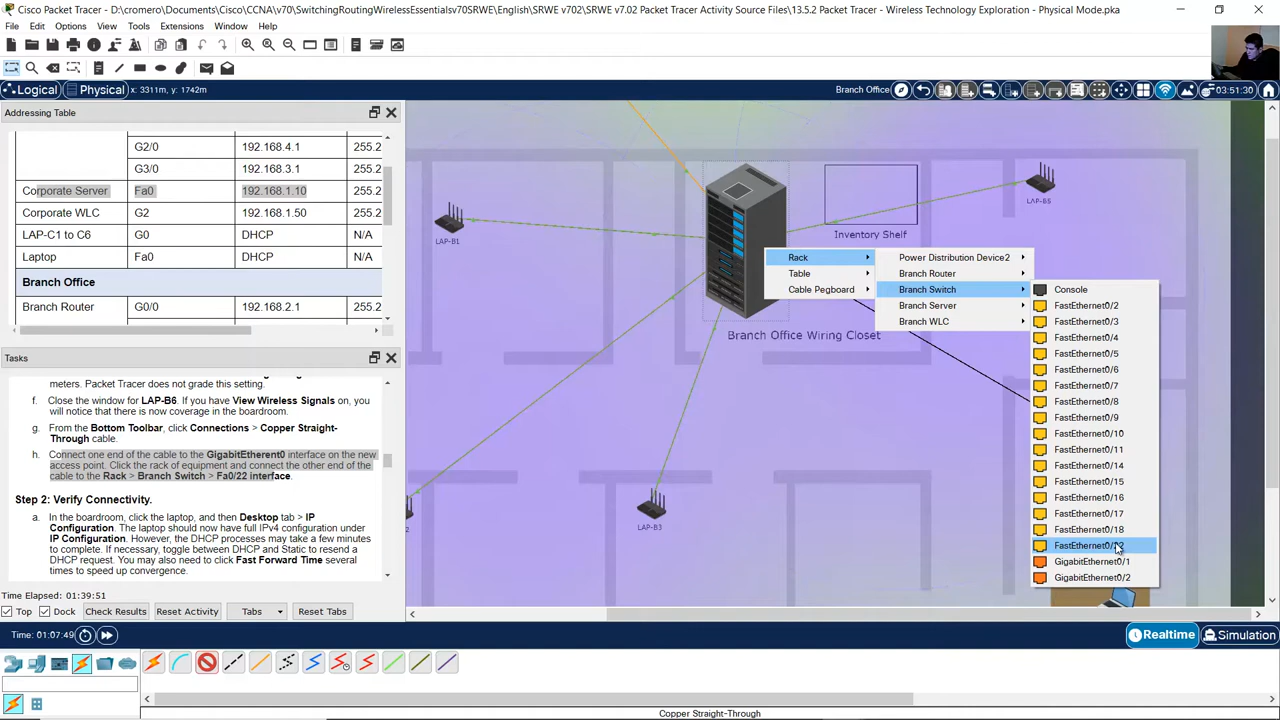 Cisco Packet Tracer - D:\cromero\Documents\Cisco\CCNA\v70\SwitchingRoutingWirelessEssentialsv70SRWE\English\SRWE v702\SRWE v7.02 Packet Tracer Activity Source Files\13.5.2 Packet Tracer - Wireless Technology Exploration - Physical Mode.pka
File Edit Options View Tools Extensions Window Help
Logical Physical x: 3311m, y: 1742m Branch Office 03:51:30
Addressing Table
G2/0 192.168.4.1 255.2
G3/0 192.168.3.1 255.2
Corporate Server Fa0 192.168.1.10 255.2
Corporate WLC G2 192.168.1.50 255.2
LAP-C1 to C6 G0 DHCP N/A
Laptop Fa0 DHCP N/A
Branch Office
Branch Router G0/0 192.168.2.1 255.2
Tasks
meters. Packet Tracer does not grade this setting.
f. Close the window for LAP-B6. If you have View Wireless Signals on, you
will notice that there is now coverage in the boardroom.
g. From the Bottom Toolbar, click Connections > Copper Straight-
Through cable.
h. Connect one end of the cable to the GigabitEtherent0 interface on the new
access point. Click the rack of equipment and connect the other end of the
cable to the Rack > Branch Switch > Fa0/22 interface.
Step 2: Verify Connectivity.
a. In the boardroom, click the laptop, and then Desktop tab > IP
Configuration. The laptop should now have full IPv4 configuration under
IP Configuration. However, the DHCP processes may take a few minutes
to complete. If necessary, toggle between DHCP and Static to resend a
DHCP request. You may also need to click Fast Forward Time several
times to speed up convergence.
Time Elapsed: 01:39:51
Top Dock Check Results Reset Activity Tabs Reset Tabs
LAP-B1
LAP-B5
Inventory Shelf
Branch Office Wiring Closet
LAP-B3
2
Rack
Table
Cable Pegboard
Power Distribution Device2
Branch Router
Branch Switch
Branch Server
Branch WLC
Console
FastEthernet0/2
FastEthernet0/3
FastEthernet0/4
FastEthernet0/5
FastEthernet0/6
FastEthernet0/7
FastEthernet0/8
FastEthernet0/9
FastEthernet0/10
FastEthernet0/11
FastEthernet0/14
FastEthernet0/15
FastEthernet0/16
FastEthernet0/17
FastEthernet0/18
FastEthernet0/22
GigabitEthernet0/1
GigabitEthernet0/2
Time: 01:07:49 Realtime Simulation
Copper Straight-Through